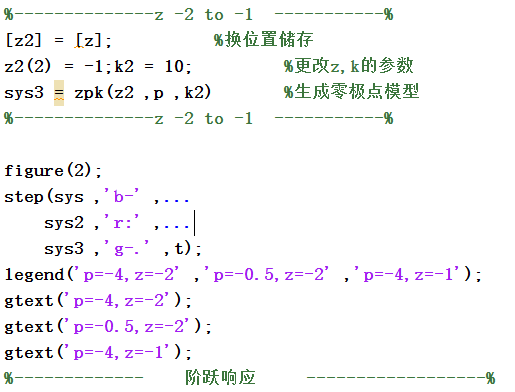 %-------------z -2 to -1 -----------%
[z2] = [z]; %换位置储存
z2(2) = -1;k2 = 10; %更改z,k的参数
sys3 = zpk(z2 ,p ,k2) %生成零极点模型
%-------------z -2 to -1 -----------%
figure(2);
step(sys ,'b-' ,...
sys2 ,'r:' ,...
sys3 ,'g-.' ,t);
legend('p=-4,z=-2' ,'p=-0.5,z=-2' ,'p=-4,z=-1');
gtext('p=-4,z=-2');
gtext('p=-0.5,z=-2');
gtext('p=-4,z=-1');
%------------- 阶跃响应 ------------------%